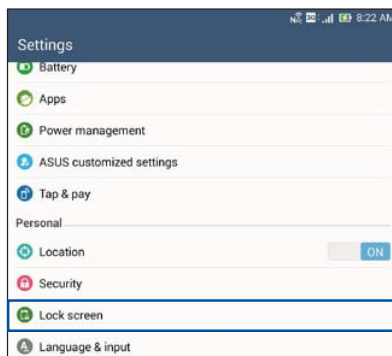 8:22 AM
Settings
Battery
Apps
Power management
ASUS customized settings
Tap & pay
Personal
Location ON
Security
Lock screen
Language & input